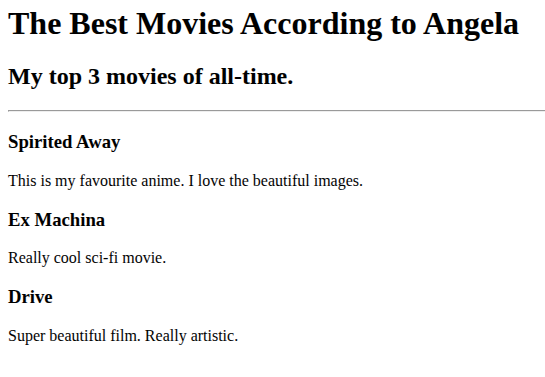 The Best Movies According to Angela
My top 3 movies of all-time.
Spirited Away
This is my favourite anime. I love the beautiful images.
Ex Machina
Really cool sci-fi movie.
Drive
Super beautiful film. Really artistic.